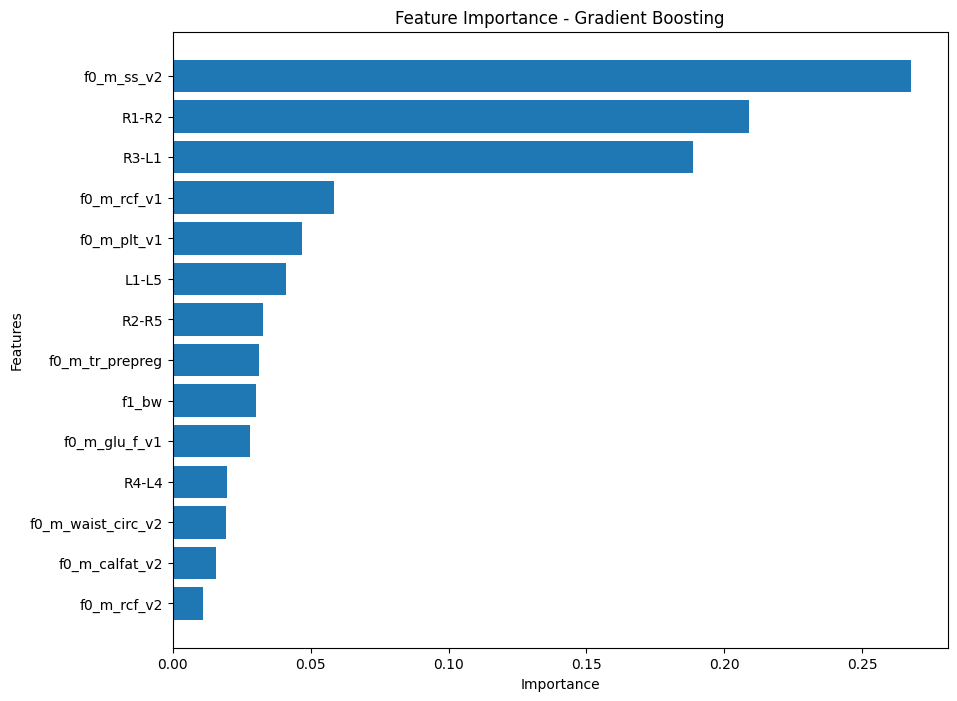 Feature Importance - Gradient Boosting
Features
f0_m_ss_v2
R1-R2
R3-L1
f0_m_rcf_v1
f0_m_plt_v1
L1-L5
R2-R5
f0_m_tr_prepreg
f1_bw
f0_m_glu_f_v1
R4-L4
f0_m_waist_circ_v2
f0_m_calfat_v2
f0_m_rcf_v2
0.00 0.05 0.10 0.15 0.20 0.25
Importance